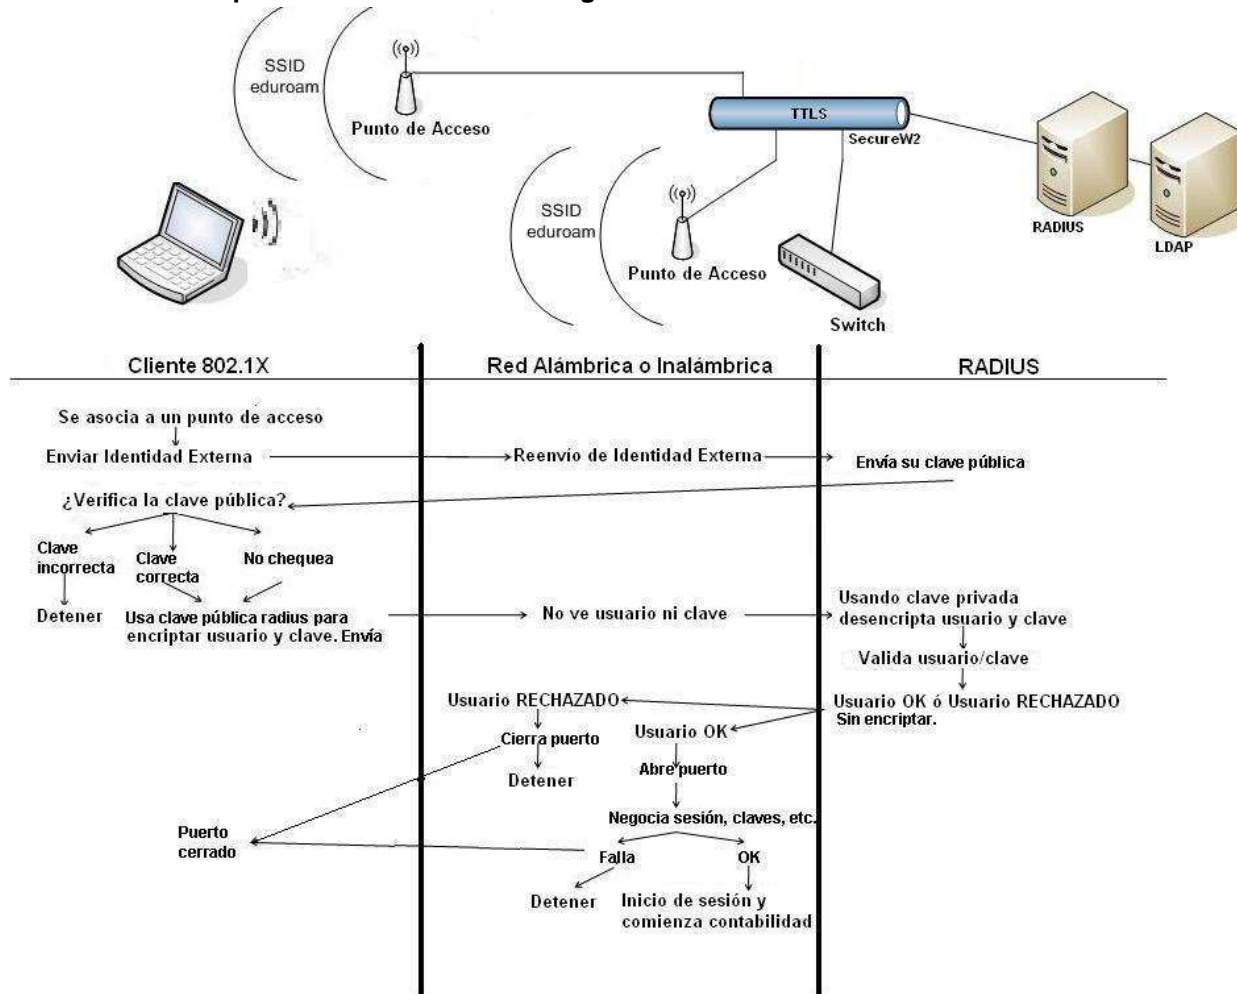 SSID
eduroam
Punto de Acceso
TTLS
SecureW2
SSID
eduroam
Punto de Acceso
Switch
RADIUS
LDAP
Cliente 802.1X
Red Alámbrica o Inalámbrica
RADIUS
Se asocia a un punto de acceso
Enviar Identidad Externa
Reenvío de Identidad Externa
Envía su clave pública
¿Verifica la clave pública?
Clave
incorrecta
Clave
correcta
No chequea
Detener
Usa clave pública radius para
encriptar usuario y clave. Envía
No ve usuario ni clave
Usando clave privada
desencripta usuario y clave
Valida usuario/clave
Usuario OK ó Usuario RECHAZADO
Sin encriptar.
Usuario RECHAZADO
Cierra puerto
Detener
Usuario OK
Abre puerto
Negocia sesión, claves, etc.
Puerto
cerrado
Falla
OK
Detener
Inicio de sesión y
comienza contabilidad